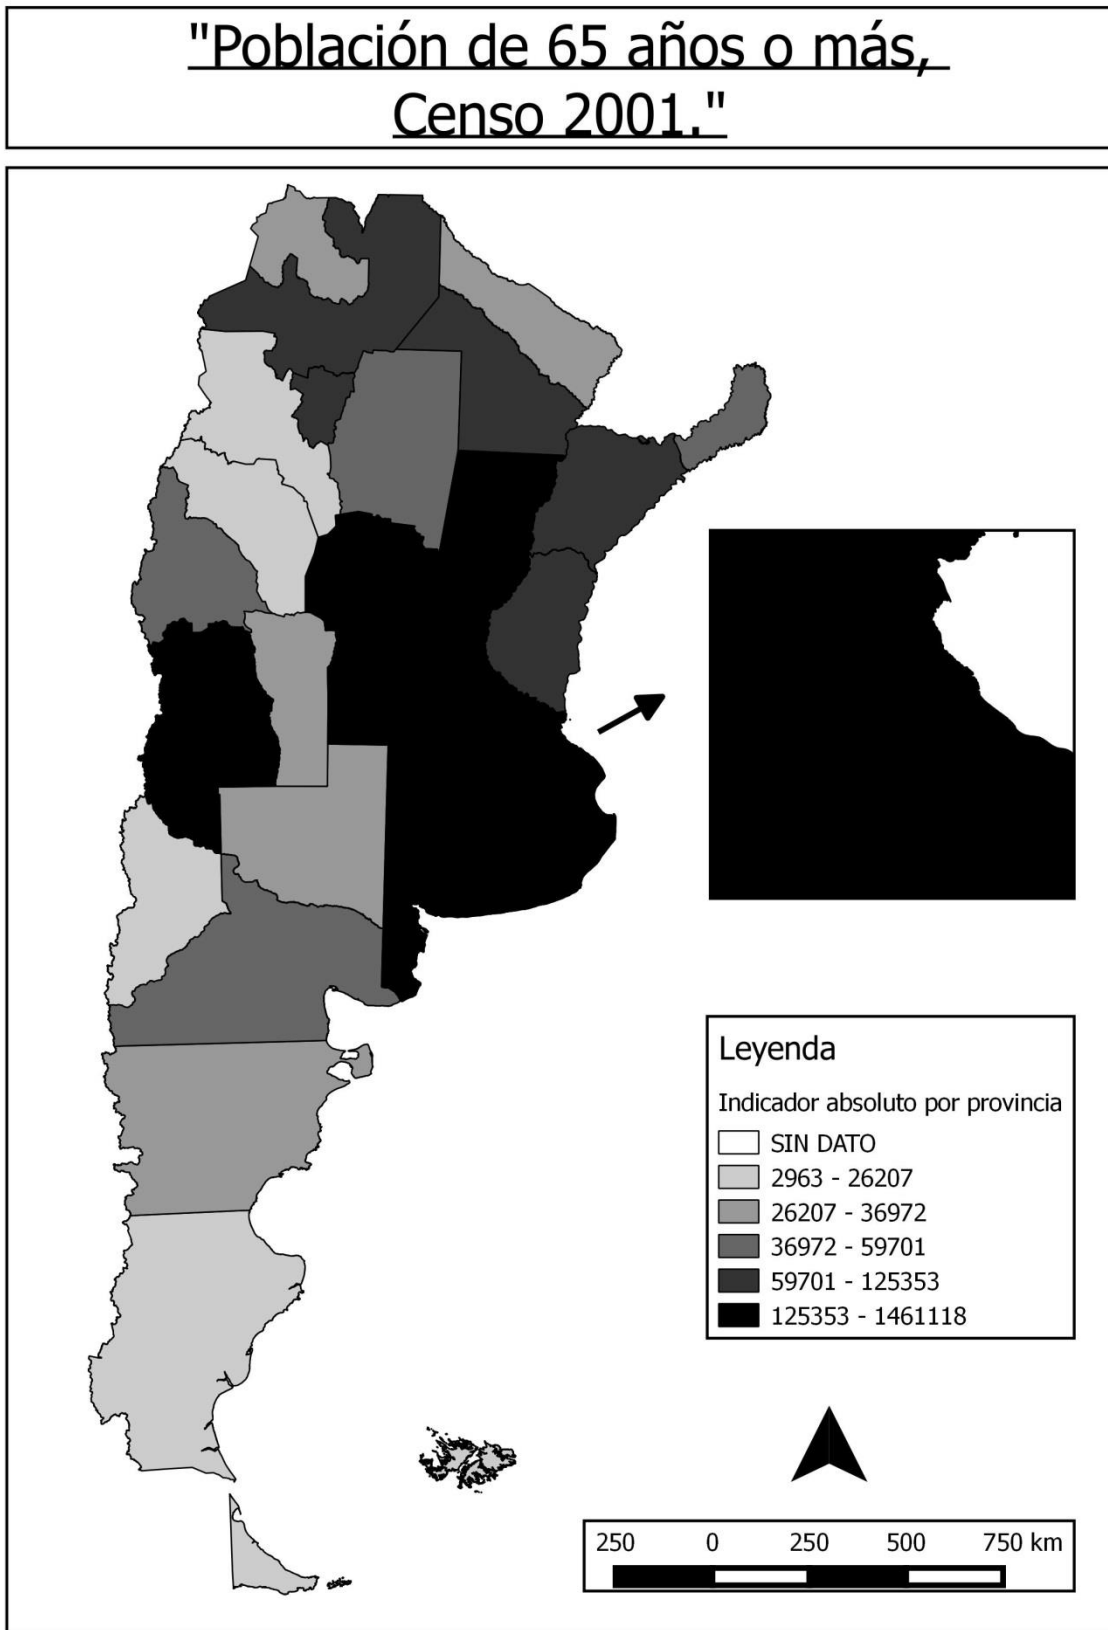 "Población de 65 años o más,
Censo 2001."
Leyenda
Indicador absoluto por provincia
SIN DATO
2963 - 26207
26207 - 36972
36972 - 59701
59701 - 125353
125353 - 1461118
250 0 250 500 750 km